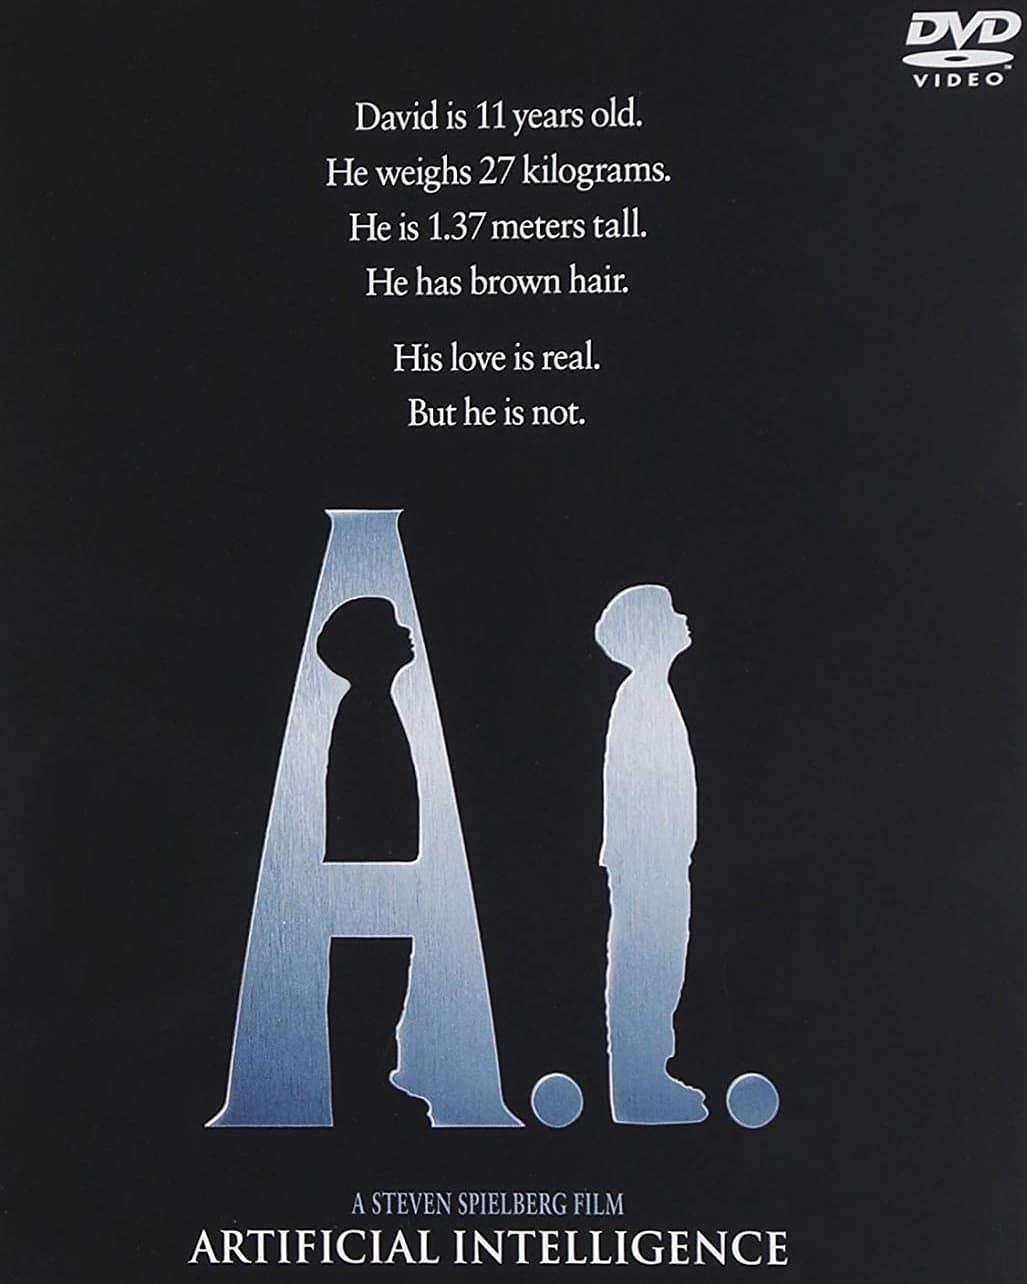 DVD
VIDEO™
David is 11 years old.
He weighs 27 kilograms.
He is 1.37 meters tall.
He has brown hair.
His love is real.
But he is not.
A.I.
A STEVEN SPIELBERG FILM
ARTIFICIAL INTELLIGENCE